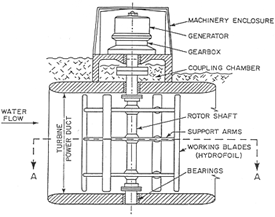 MACHINERY ENCLOSURE
GENERATOR
GEARBOX
COUPLING CHAMBER
WATER
FLOW
TURBINE
POWER DUCT
ROTOR SHAFT
SUPPORT ARMS
WORKING BLADES
(HYDROFOIL)
BEARINGS
A
A